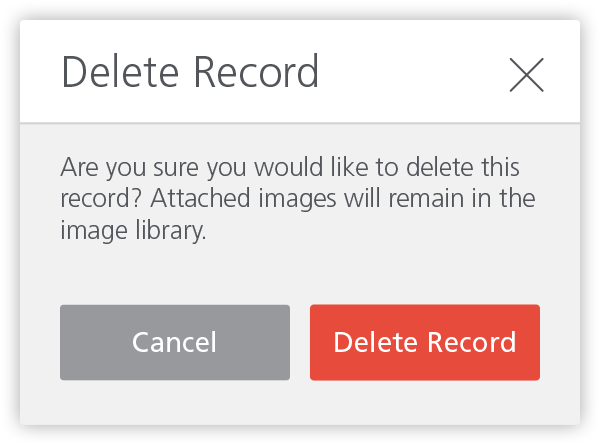 Delete Record
Are you sure you would like to delete this
record? Attached images will remain in the
image library.
Cancel
Delete Record